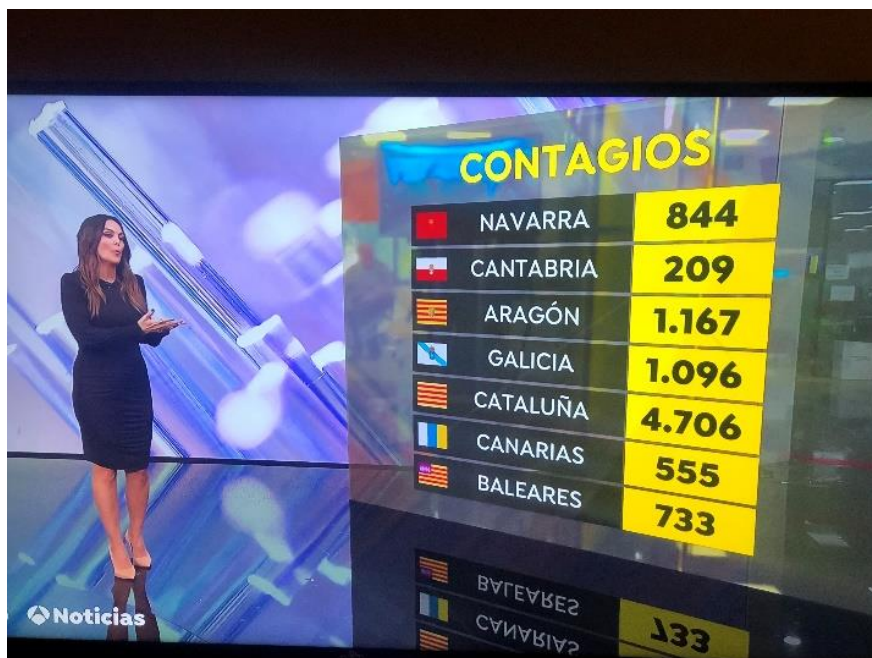 CONTAGIOS
NAVARRA 844
CANTABRIA 209
ARAGÓN 1.167
GALICIA 1.096
CATALUÑA 4.706
CANARIAS 555
BALEARES 733
BALEARES
CANARIAS 733
Noticias